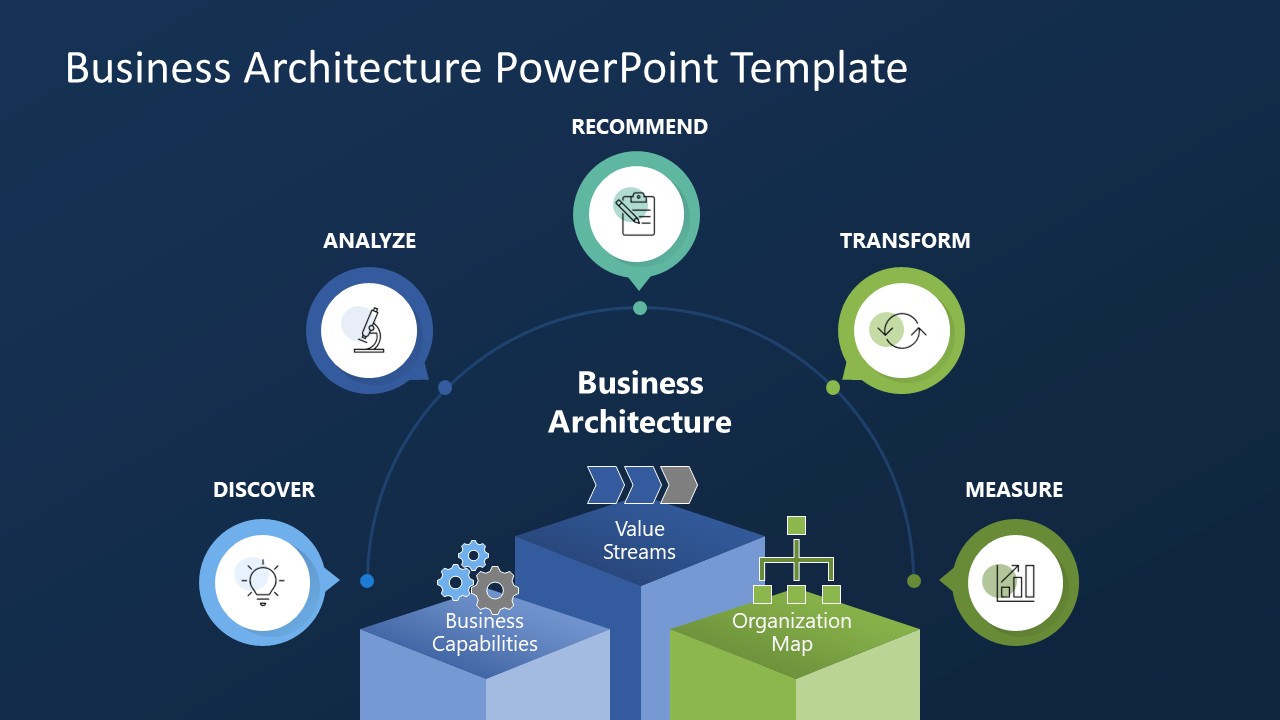 Business Architecture PowerPoint Template
RECOMMEND
ANALYZE
TRANSFORM
Business
Architecture
DISCOVER
MEASURE
Value
Streams
Business
Capabilities
Organization
Map